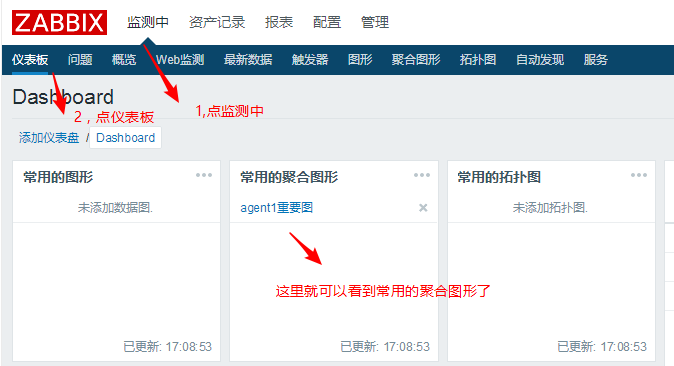 ZABBIX 监测中 资产记录 报表 配置 管理
仪表板 问题 概览 Web监测 最新数据 触发器 图形 聚合图形 拓扑图 自动发现 服务
Dashboard
2，点仪表板
1,点监测中
添加仪表盘 / Dashboard
常用的图形 ••• 常用的聚合图形 ••• 常用的拓扑图 •••
未添加数据图. agent1重要图 × 未添加拓扑图.
这里就可以看到常用的聚合图形了
已更新: 17:08:53 已更新: 17:08:53 已更新: 17:08:53